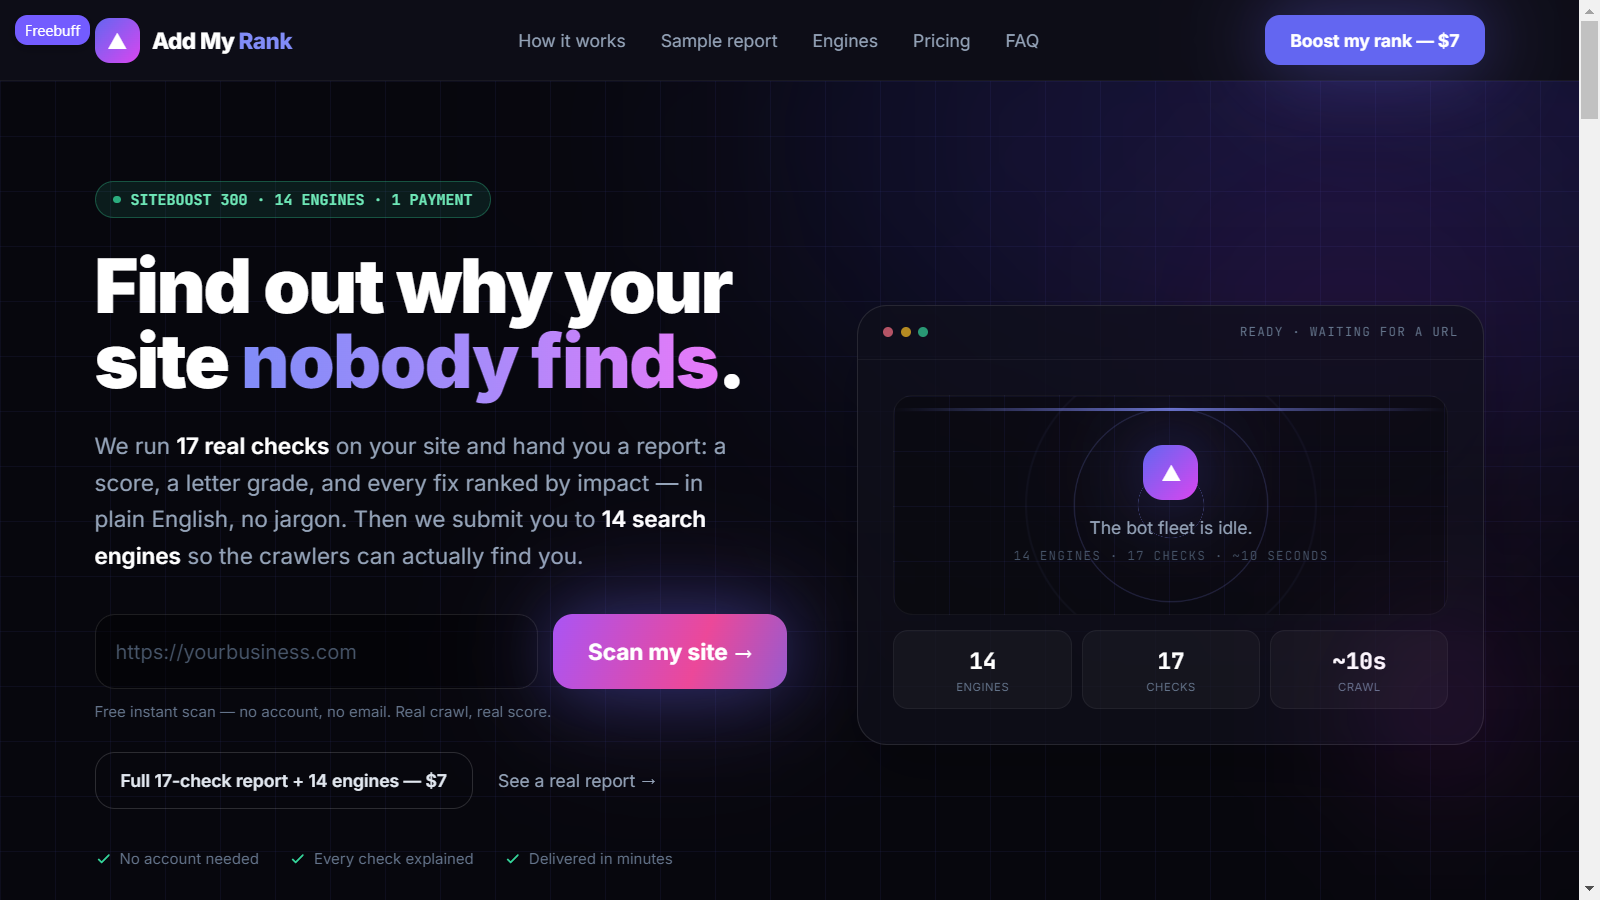 Freebuff
Add My Rank
How it works
Sample report
Engines
Pricing
FAQ
Boost my rank — $7
SITEBOOST 300 · 14 ENGINES · 1 PAYMENT
Find out why your
site nobody finds.
We run 17 real checks on your site and hand you a report: a
score, a letter grade, and every fix ranked by impact — in
plain English, no jargon. Then we submit you to 14 search
engines so the crawlers can actually find you.
https://yourbusiness.com
Scan my site →
Free instant scan — no account, no email. Real crawl, real score.
Full 17-check report + 14 engines — $7
See a real report →
No account needed
Every check explained
Delivered in minutes
READY · WAITING FOR A URL
The bot fleet is idle.
14 ENGINES · 17 CHECKS · ~10 SECONDS
14
ENGINES
17
CHECKS
~10s
CRAWL